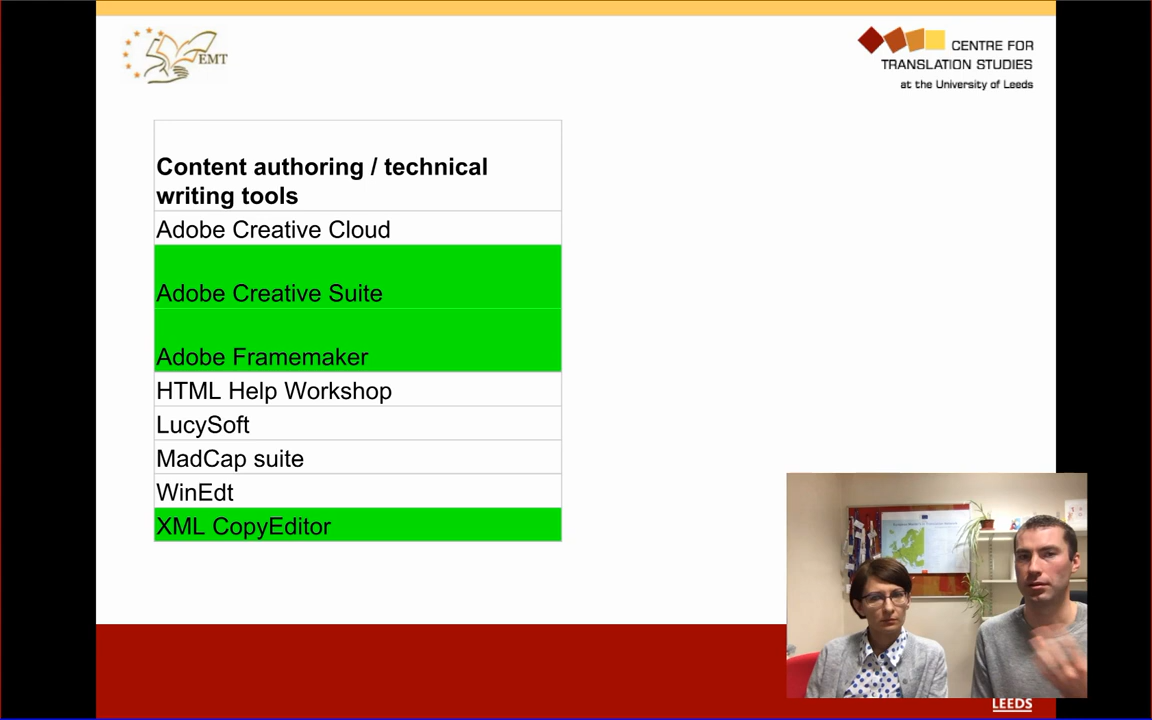 EMT
CENTRE FOR
TRANSLATION STUDIES
at the University of Leeds
Content authoring / technical
writing tools
Adobe Creative Cloud
Adobe Creative Suite
Adobe Framemaker
HTML Help Workshop
LucySoft
MadCap suite
WinEdt
XML CopyEditor
LEEDS